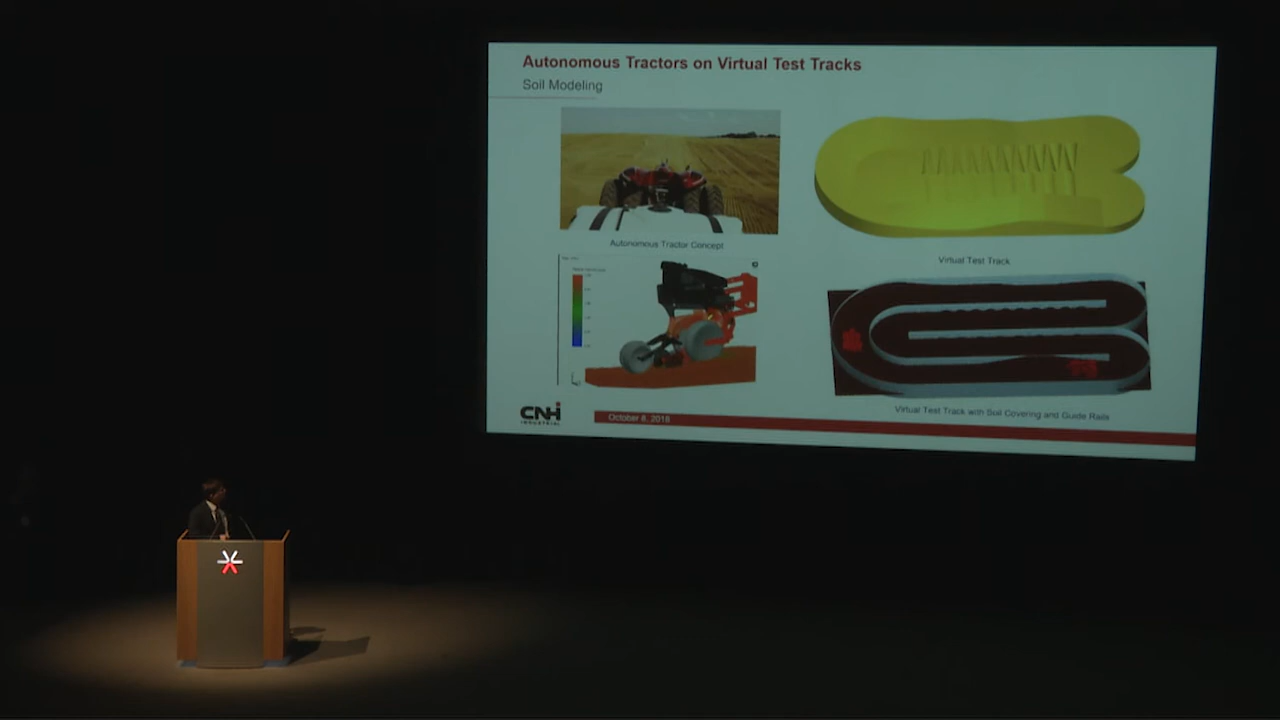 Autonomous Tractors on Virtual Test Tracks
Soil Modeling
Autonomous Tractor Concept
Virtual Test Track
Virtual Test Track with Soil Covering and Guide Rails
CNH
INDUSTRIAL
October 8, 2018